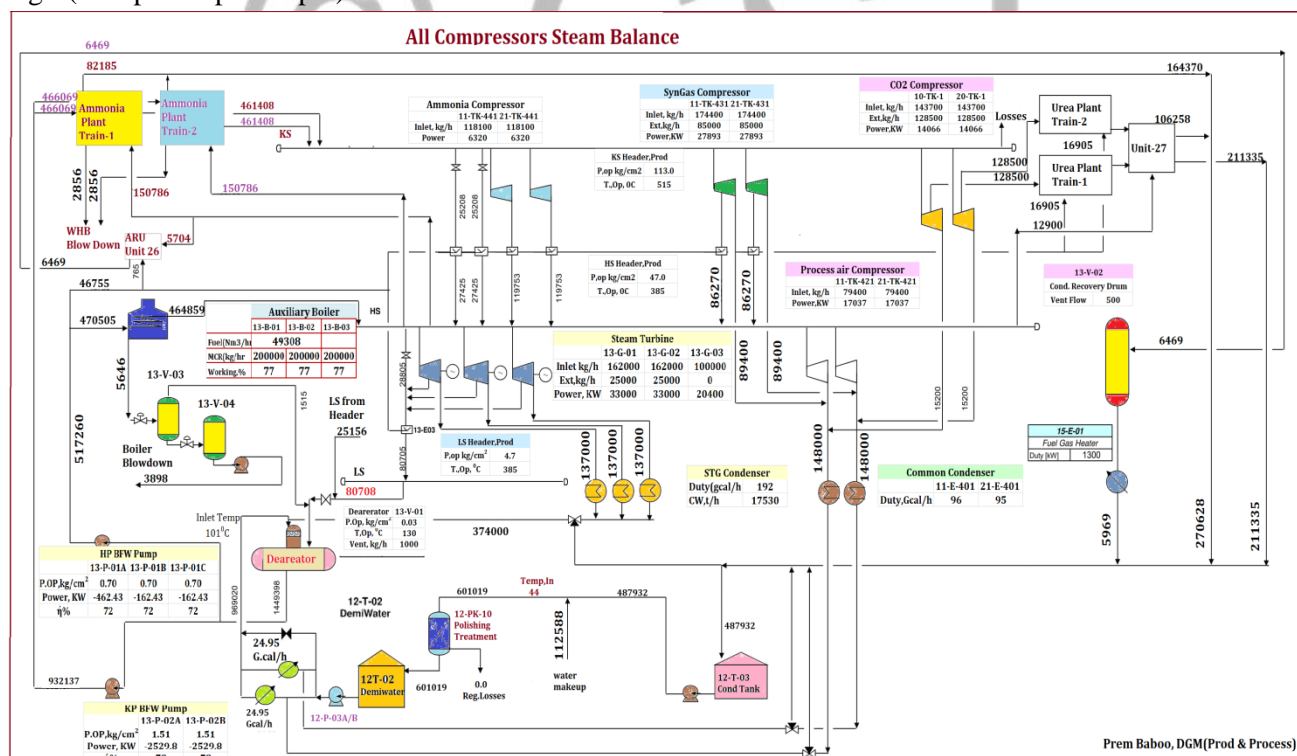 All Compressors Steam Balance
6469
82185
164370
466069
466069
Ammonia Plant Train-1
Ammonia Plant Train-2
461408
461408
KS
Ammonia Compressor
11-TK-441 21-TK-441
Inlet, kg/h 118100 118100
Power 6320 6320
SynGas Compressor
11-TK-431 21-TK-431
Inlet, kg/h 174400 174400
Ext,kg/h 85000 85000
Power,KW 27893 27893
CO2 Compressor
10-TK-1 20-TK-1
Inlet, kg/h 143700 143700
Ext,kg/h 128500 128500
Power,KW 14066 14066
Losses
Urea Plant Train-2
Urea Plant Train-1
Unit-27
106258
211335
16905
128500
128500
16905
12900
2856
2856
150786
150786
WHB
Blow Down
ARU
Unit 26
5704
6469
765
46755
KS Header,Prod
P,op kg/cm2 113.0
T.,Op, 0C 515
25208
25208
27425
27425
119753
119753
HS Header,Prod
P,op kg/cm2 47.0
T.,Op, 0C 385
86270
86270
Process air Compressor
11-TK-421 21-TK-421
Inlet, kg/h 79400 79400
Power,KW 17037 17037
13-V-02
Cond. Recovery Drum
Vent Flow 500
470505
464859
HS
Auxiliary Boiler
13-B-01 13-B-02 13-B-03
Fuel(Nm3/hr 49308
MCR(kg/hr 200000 200000 200000
Working,% 77 77 77
Steam Turbine
13-G-01 13-G-02 13-G-03
Inlet kg/h 162000 162000 100000
Ext,kg/h 25000 25000 0
Power, KW 33000 33000 20400
89400
89400
6469
5646
13-V-03
13-V-04
1515
28805
LS from
Header
25156
13-E03
15200
15200
15-E-01
Fuel Gas Heater
Duty [kW] 1300
517260
Boiler
Blowdown
3898
LS
80708
80705
LS Header,Prod
P.op kg/cm2 4.7
T.,Op, 0C 385
137000
137000
137000
STG Condenser
Duty(gcal/h 192
CW,t/h 17530
148000
148000
Common Condenser
11-E-401 21-E-401
Duty,Gcal/h 96 95
5969
270628
211335
Inlet Temp
101⁰C
Dearerator 13-V-01
P.Op, kg/cm2 0.03
T,Op, 0C 130
Vent, kg/h 1000
374000
Deareator
HP BFW Pump
13-P-01A 13-P-01B 13-P-01C
P.OP,kg/cm2 0.70 0.70 0.70
Power, KW -462.43 -162.43 -162.43
ή% 72 72 72
969020
1449398
12-T-02
DemiWater
601019
Temp,In
44
487932
12-PK-10
Polishing
Treatment
112588
487932
24.95
G.cal/h
12T-02
Demiwater
601019
0.0
Reg.Losses
water
makeup
12-T-03
Cond Tank
932137
24.95
Gcal/h
12-P-03A/B
KP BFW Pump
13-P-02A 13-P-02B
P.OP,kg/cm2 1.51 1.51
Power, KW -2529.8 -2529.8
Prem Baboo, DGM(Prod & Process)